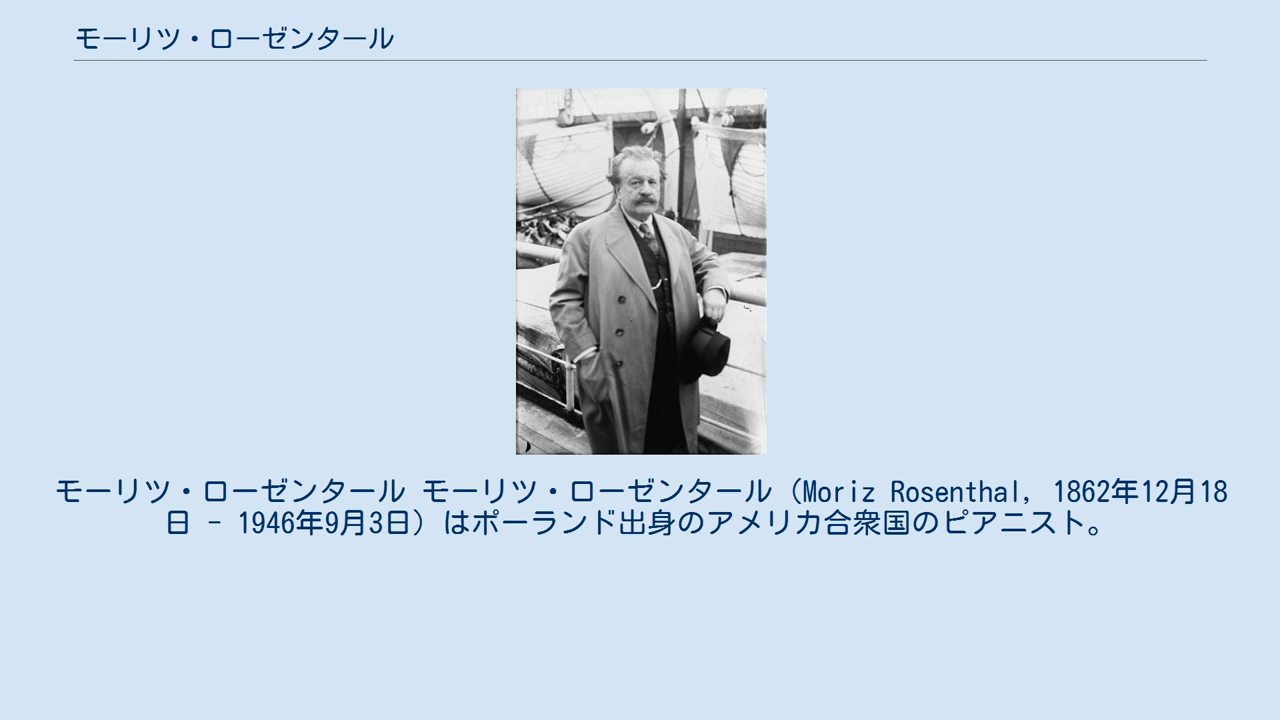 モーリツ・ローゼンタール
モーリツ・ローゼンタール モーリツ・ローゼンタール（Moriz Rosenthal, 1862年12月18
日 - 1946年9月3日）はポーランド出身のアメリカ合衆国のピアニスト。